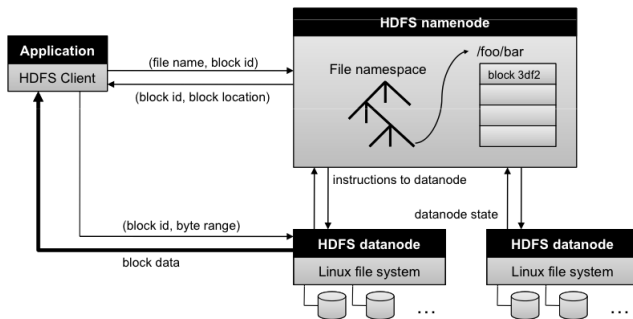 HDFS namenode
Application
HDFS Client
(file name, block id)
(block id, block location)
File namespace
/foo/bar
block 3df2
instructions to datanode
datanode state
(block id, byte range)
block data
HDFS datanode
Linux file system
...
HDFS datanode
Linux file system
...